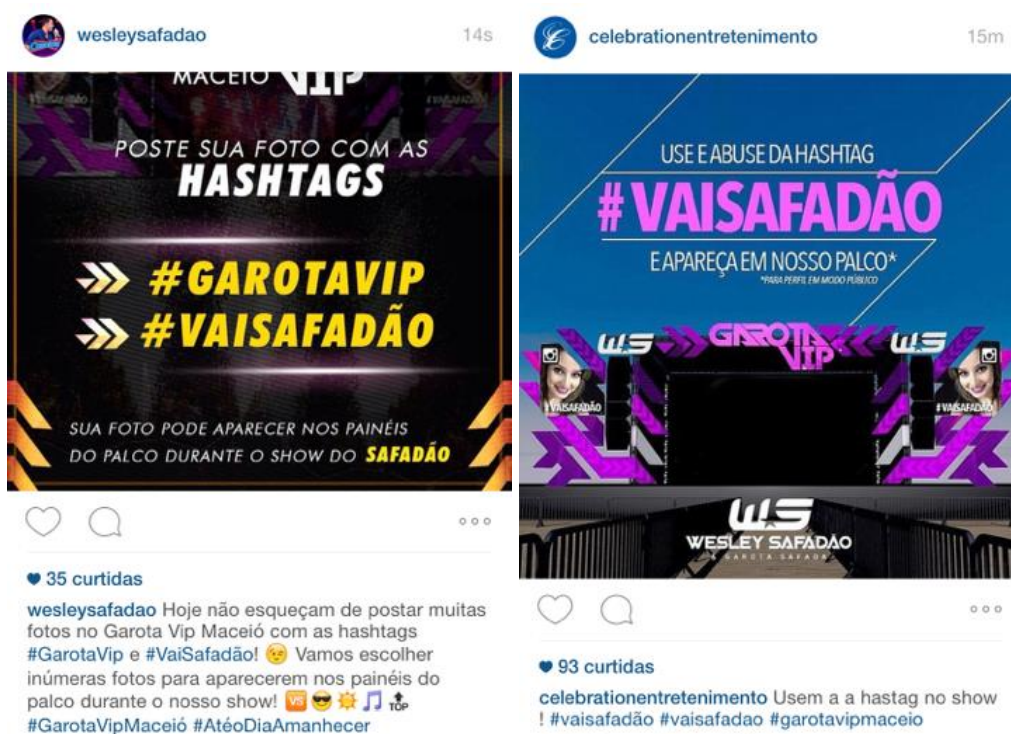 wesleysafadao
14s
MACEIO VIP
POSTE SUA FOTO COM AS
HASHTAGS
#GAROTAVIP
#VAISAFADÃO
SUA FOTO PODE APARECER NOS PAINÉIS
DO PALCO DURANTE O SHOW DO SAFADÃO
35 curtidas
wesleysafadao Hoje não esqueçam de postar muitas
fotos no Garota Vip Maceió com as hashtags
#GarotaVip e #VaiSafadão! 😉 Vamos escolher
inúmeras fotos para aparecerem nos painéis do
palco durante o nosso show! 🆚😎☀️🎵🔝
#GarotaVipMaceió #AtéoDiaAmanhecer
celebrationentretenimento
15m
USE E ABUSE DA HASHTAG
#VAISAFADÃO
E APAREÇA EM NOSSO PALCO*
*PARA PERFIL EM MODO PÚBLICO
WS GAROTA VIP WS
#VAISAFADÃO
#VAISAFADÃO
WS
WESLEY SAFADÃO
& GAROTA SAFADA
93 curtidas
celebrationentretenimento Usem a a hastag no show
! #vaisafadão #vaisafadao #garotavipmaceio